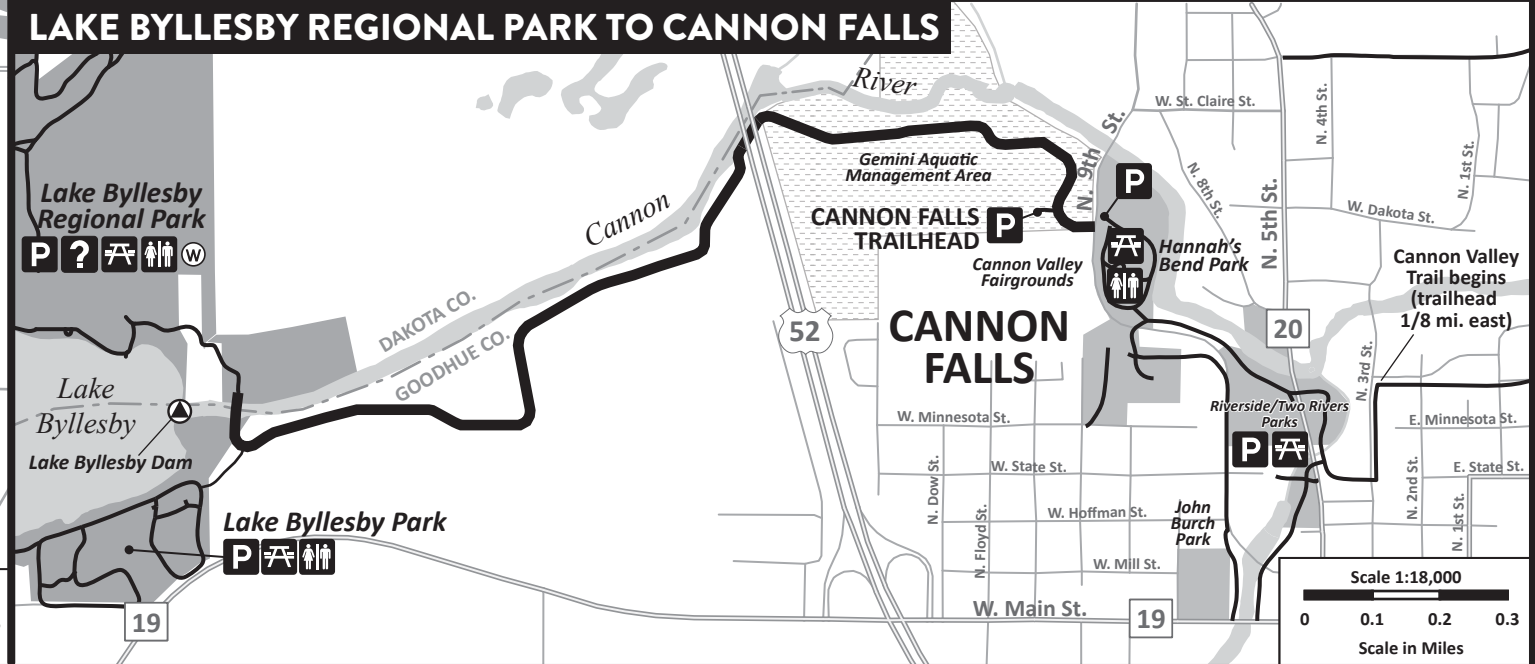 LAKE BYLLESBY REGIONAL PARK TO CANNON FALLS
River
W. St. Claire St.
N. 4th St.
N. 1st St.
N. 9th St.
Gemini Aquatic
Management Area
P
N. 8th St.
N. 5th St.
W. Dakota St.
Lake Byllesby
Regional Park
P ? W
Cannon
CANNON FALLS
TRAILHEAD
P
Cannon Valley
Fairgrounds
Hannah's
Bend Park
Cannon Valley
Trail begins
(trailhead
1/8 mi. east)
DAKOTA CO.
GOODHUE CO.
52
CANNON
FALLS
20
N. 3rd St.
Lake
Byllesby
Lake Byllesby Dam
W. Minnesota St.
Riverside/Two Rivers
Parks
P
E. Minnesota St.
W. State St.
E. State St.
N. Dow St.
N. Floyd St.
N. 2nd St.
N. 1st St.
Lake Byllesby Park
P
W. Hoffman St.
John
Burch
Park
W. Mill St.
19
W. Main St.
19
Scale 1:18,000
0 0.1 0.2 0.3
Scale in Miles